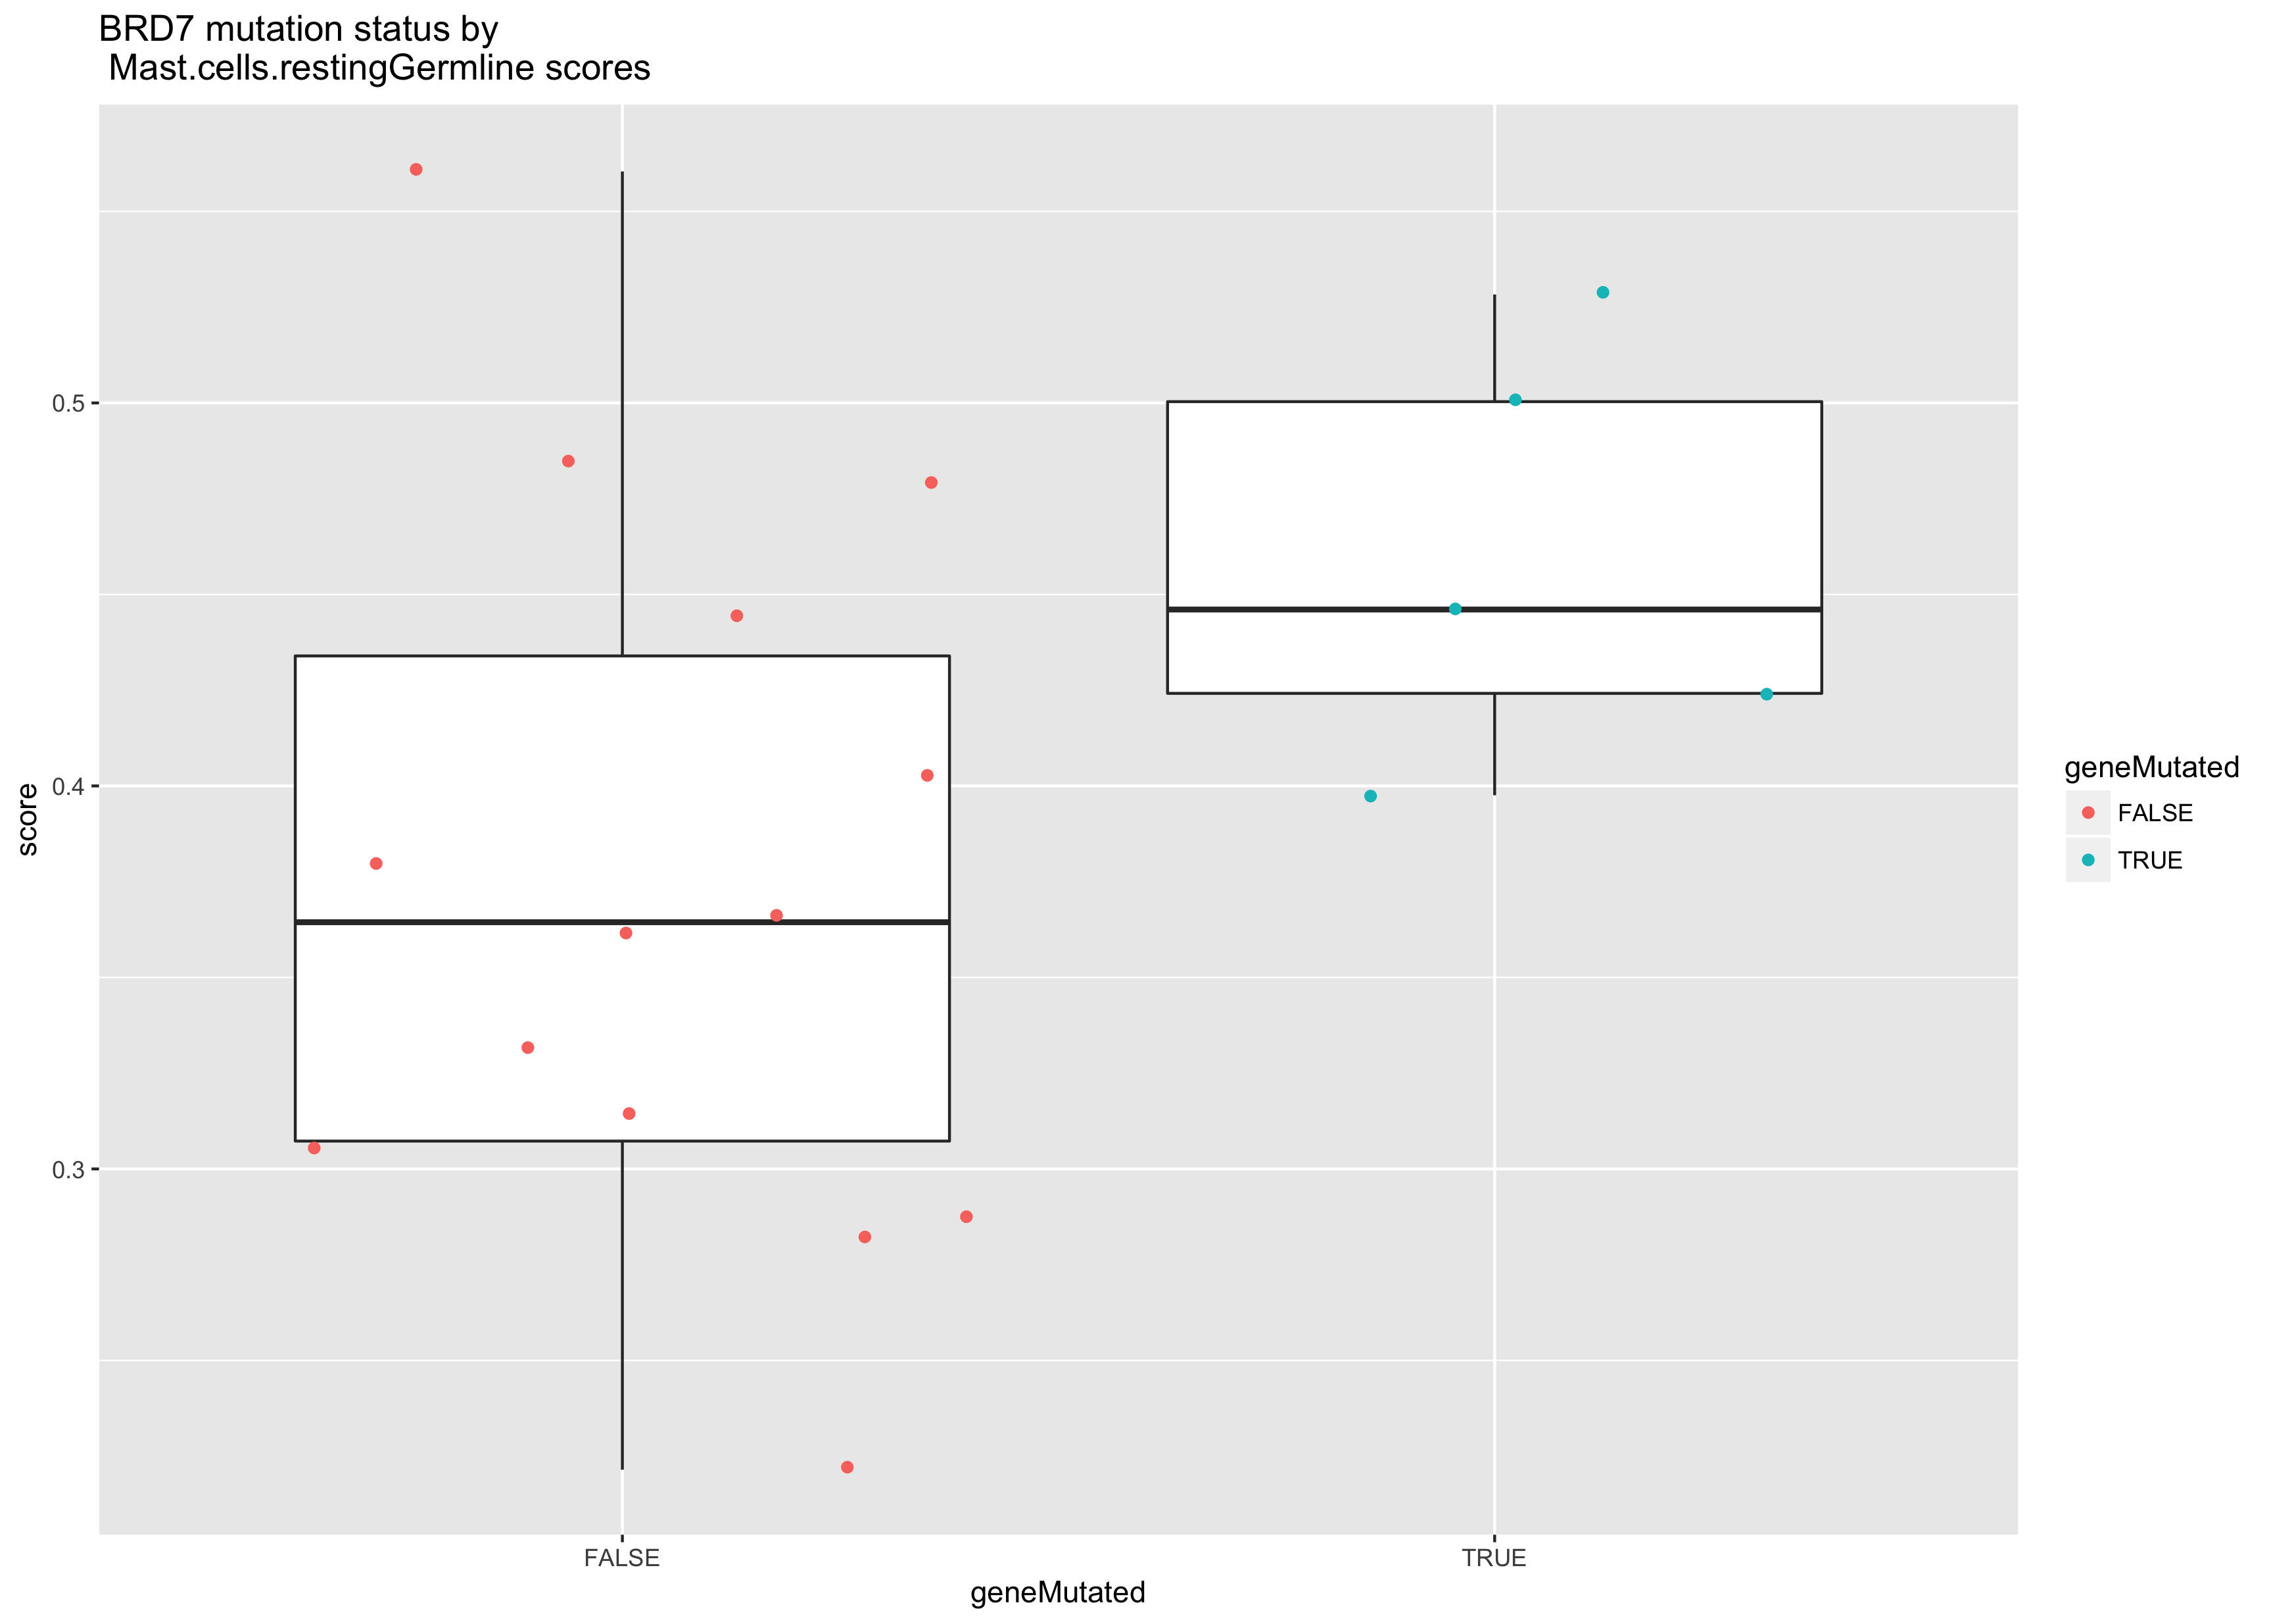 BRD7 mutation status by
Mast.cells.restingGermline scores
0.5
0.4
0.3
score
FALSE
TRUE
geneMutated
geneMutated
FALSE
TRUE